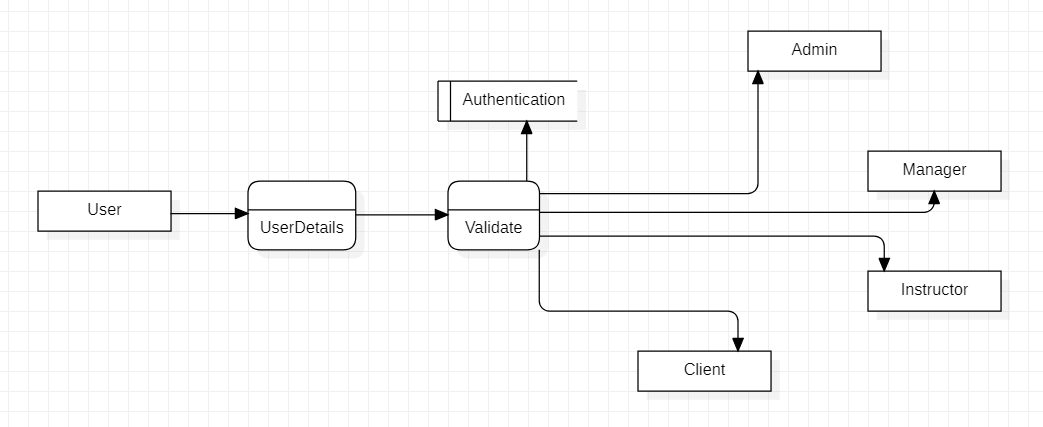 Admin
Authentication
Manager
User
UserDetails
Validate
Instructor
Client